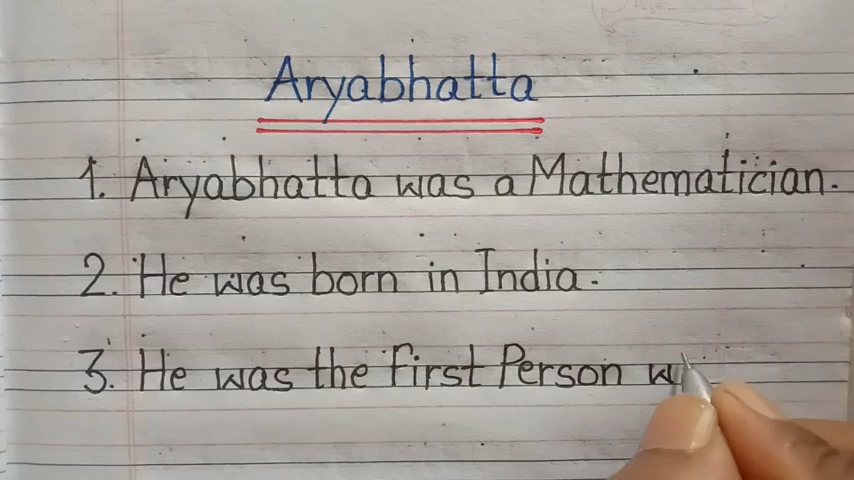 Aryabhatta
1. Aryabhatta was a Mathematician.
2. He was born in India.
3. He was the first Person w